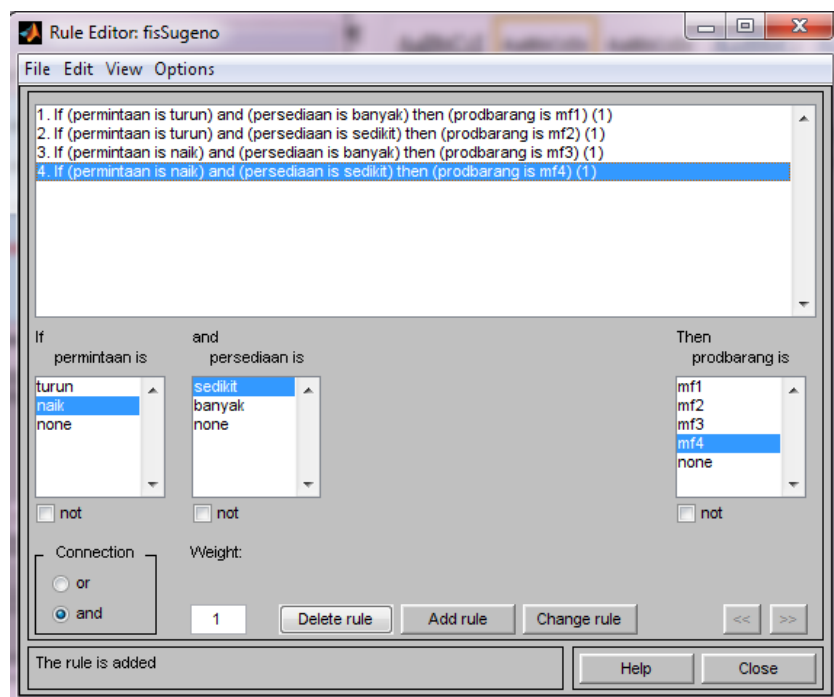 Rule Editor: fisSugeno
File Edit View Options
1. If (permintaan is turun) and (persediaan is banyak) then (prodbarang is mf1) (1)
2. If (permintaan is turun) and (persediaan is sedikit) then (prodbarang is mf2) (1)
3. If (permintaan is naik) and (persediaan is banyak) then (prodbarang is mf3) (1)
4. If (permintaan is naik) and (persediaan is sedikit) then (prodbarang is mf4) (1)
If
permintaan is
turun
naik
none
not
and
persediaan is
sedikit
banyak
none
not
Then
prodbarang is
mf1
mf2
mf3
mf4
none
not
Connection
or
and
Weight:
1
Delete rule
Add rule
Change rule
<<
>>
The rule is added
Help
Close